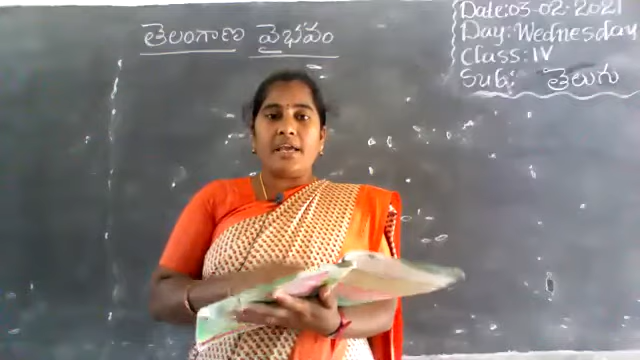 తెలంగాణ వైభవం
Date:03-02-2021
Day: Wednesday
Class: IV
Sub: తెలుగు